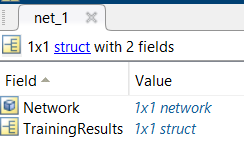 net_1
1x1 struct with 2 fields
Field Value
Network 1x1 network
TrainingResults 1x1 struct